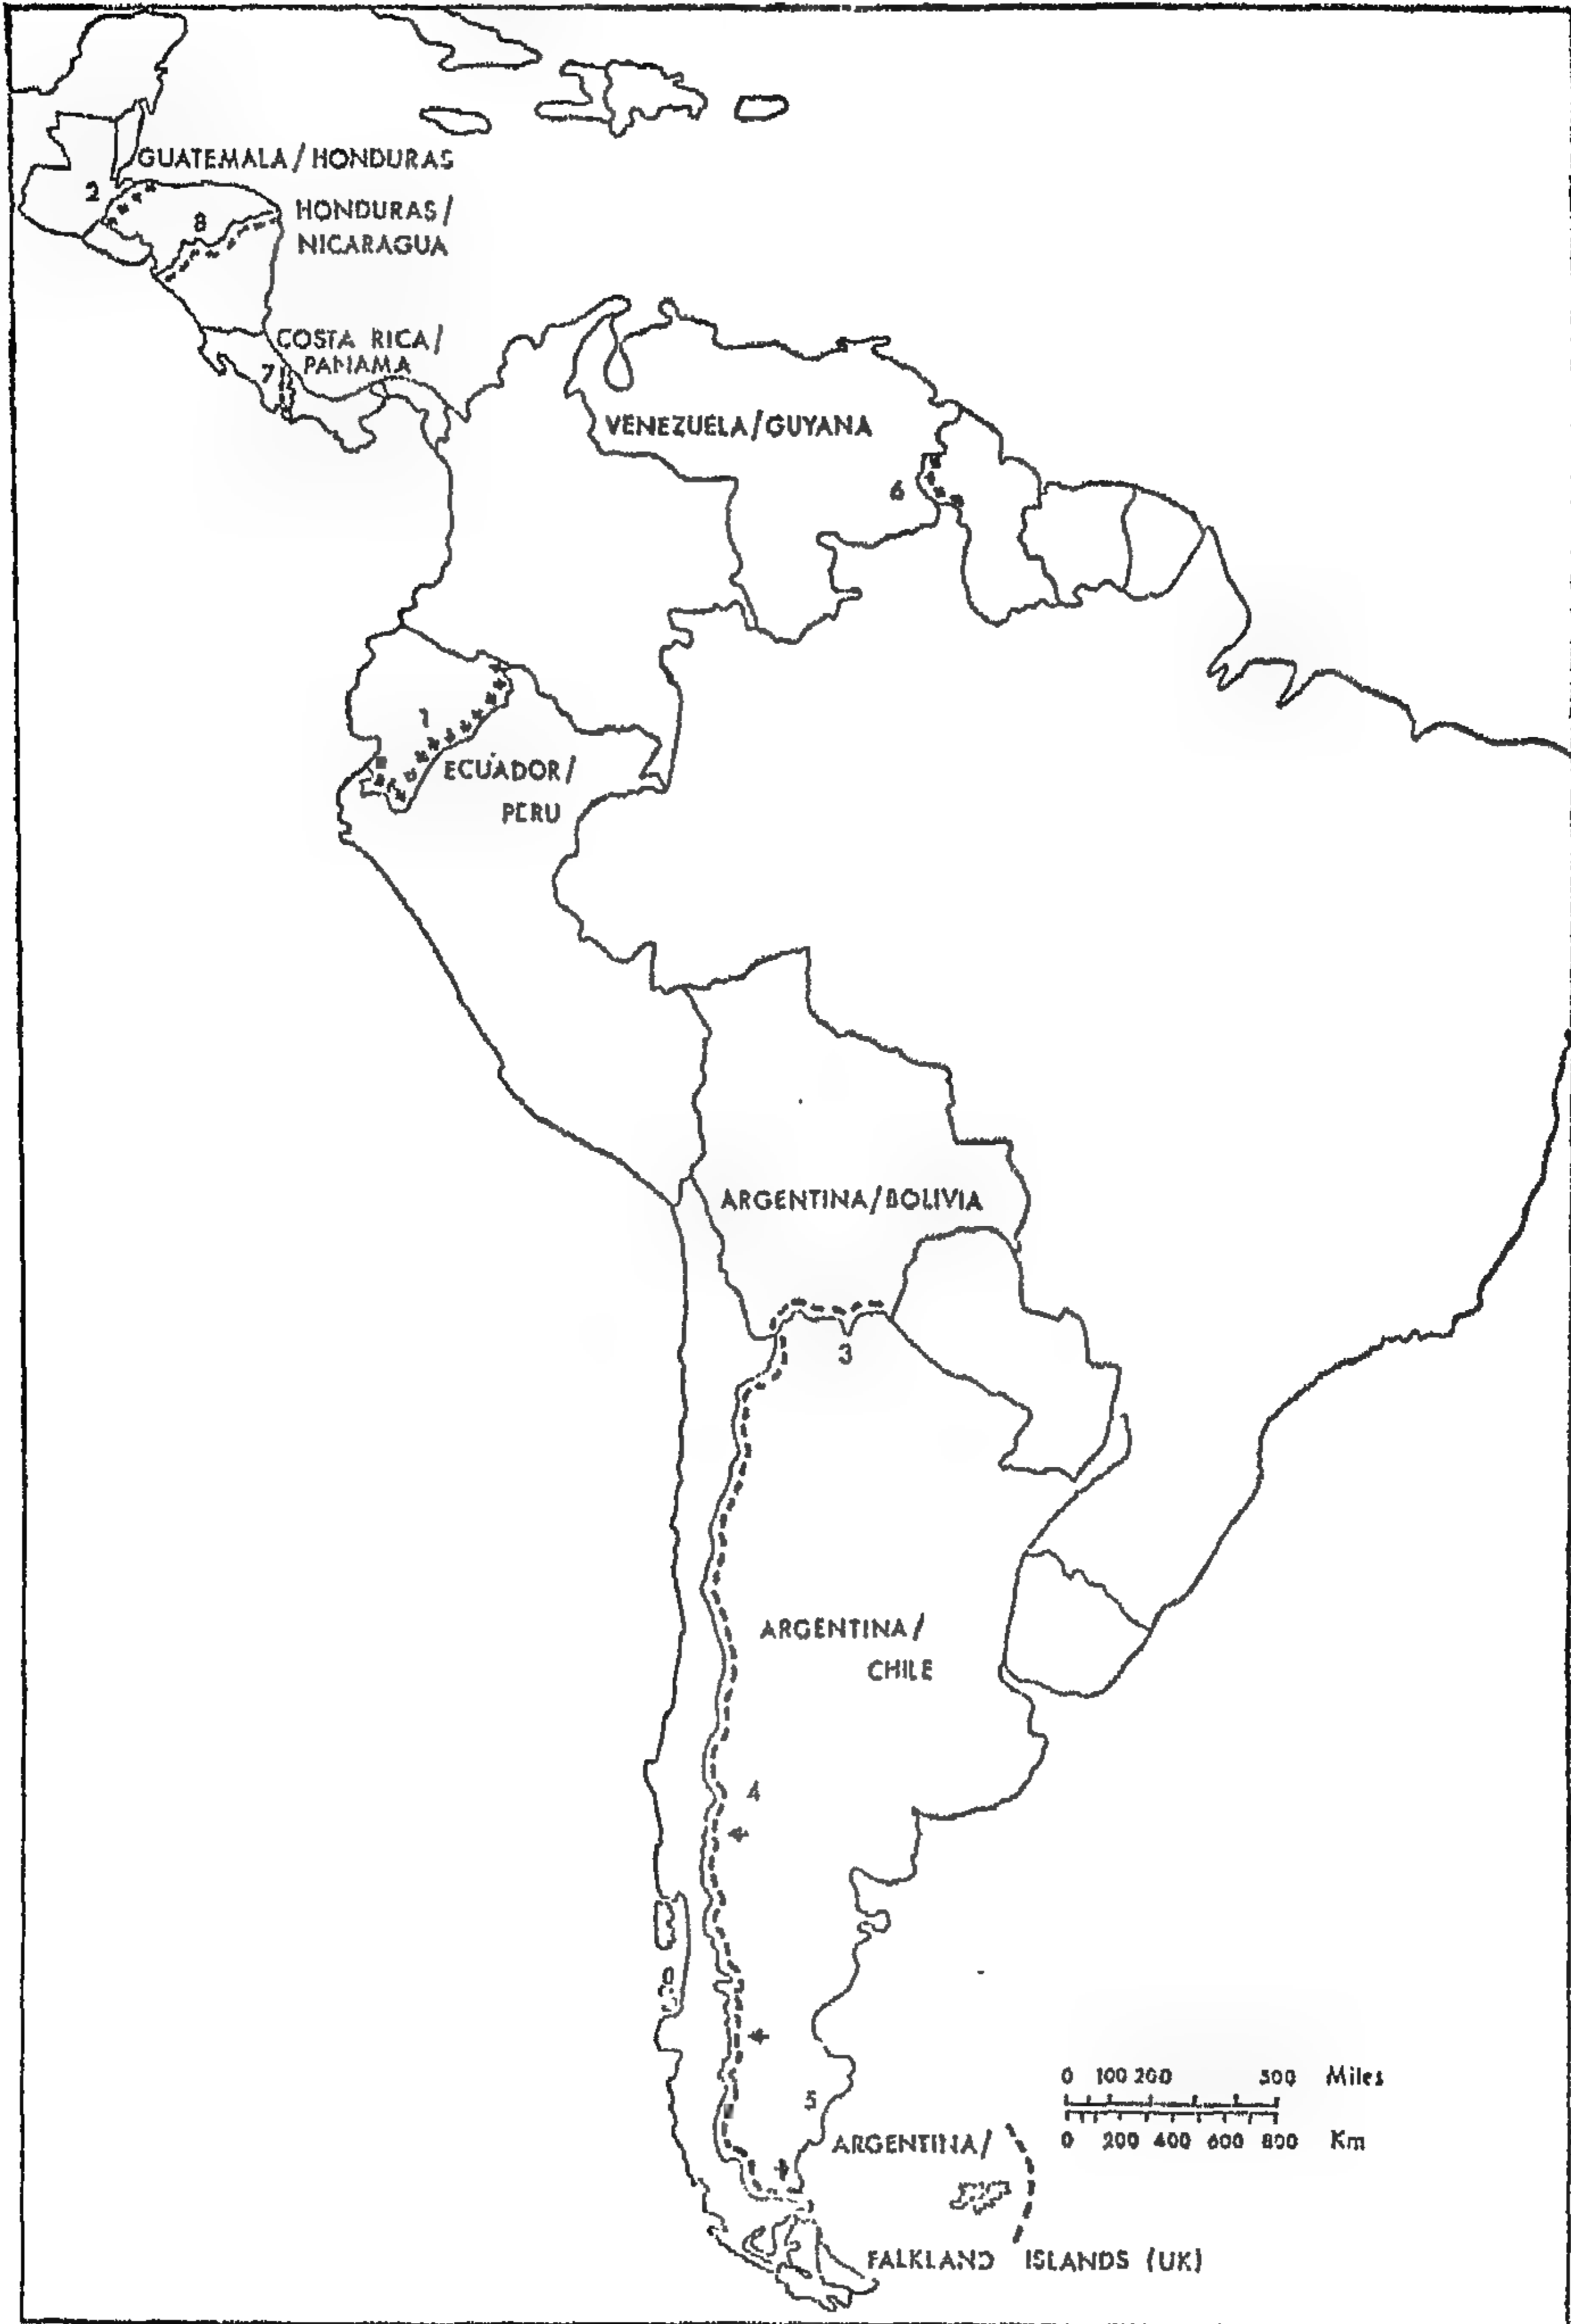 GUATEMALA/HONDURAS
2
8
HONDURAS/
NICARAGUA
COSTA RICA/
PANAMA
7
VENEZUELA/GUYANA
6
1
ECUADOR/
PERU
ARGENTINA/BOLIVIA
3
ARGENTINA/
CHILE
4
5
0 100 200 500 Miles
0 200 400 600 800 Km
ARGENTINA/
FALKLAND ISLANDS (UK)